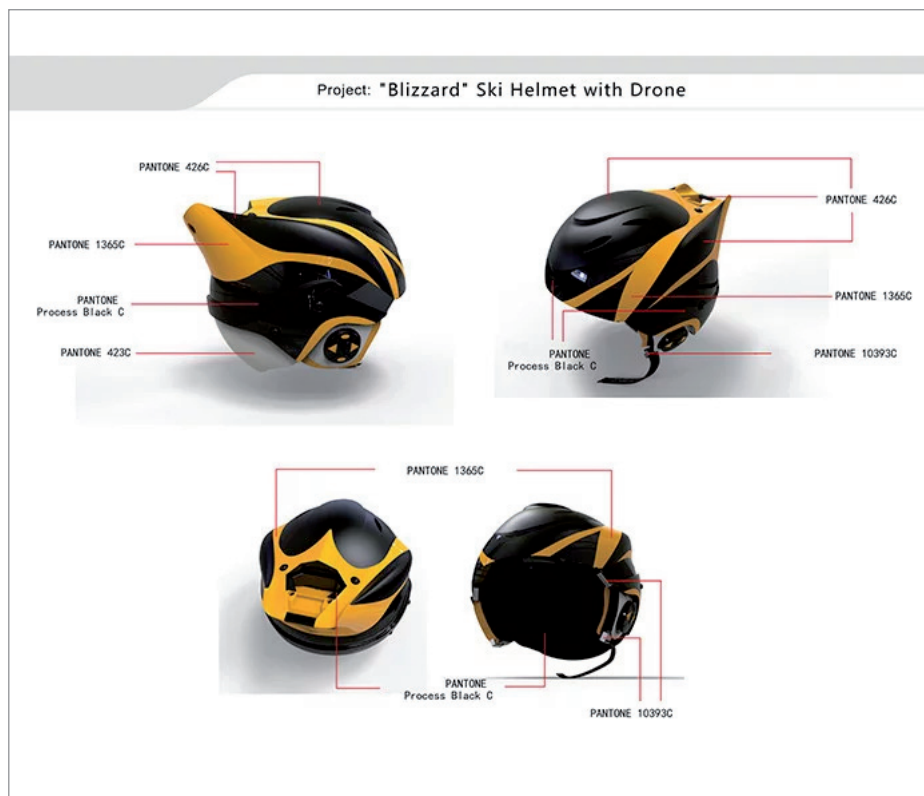 Project: "Blizzard" Ski Helmet with Drone
PANTONE 426C
PANTONE 1365C
PANTONE
Process Black C
PANTONE 423C
PANTONE 426C
PANTONE 1365C
PANTONE 10393C
PANTONE
Process Black C
PANTONE 1365C
PANTONE
Process Black C
PANTONE 10393C